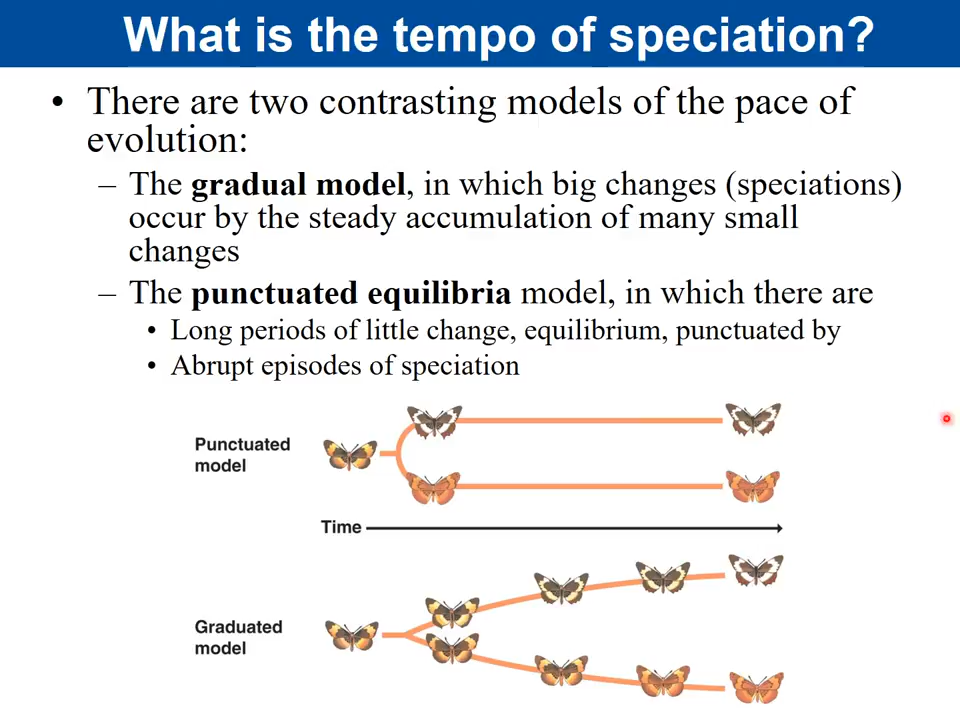 What is the tempo of speciation?
• There are two contrasting models of the pace of
evolution:
– The gradual model, in which big changes (speciations)
occur by the steady accumulation of many small
changes
– The punctuated equilibria model, in which there are
• Long periods of little change, equilibrium, punctuated by
• Abrupt episodes of speciation
Punctuated
model
Time
Graduated
model